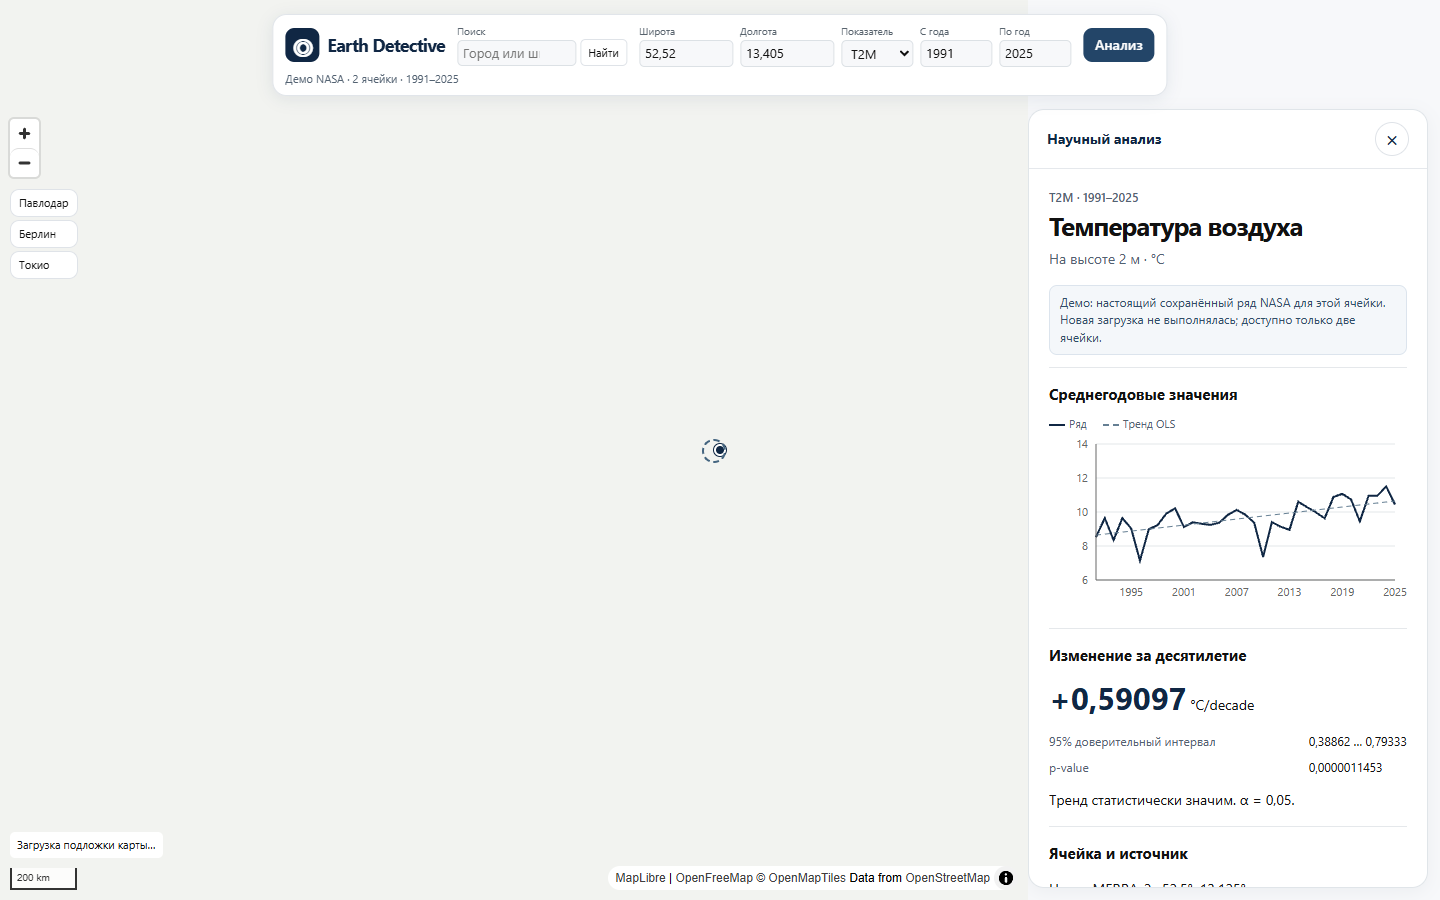 Earth Detective
Поиск
Город или ш
Найти
Широта
52,52
Долгота
13,405
Показатель
T2M
С года
1991
По год
2025
Анализ
Демо NASA · 2 ячейки · 1991–2025
+
−
Павлодар
Берлин
Токио
Загрузка подложки карты...
200 km
MapLibre | OpenFreeMap © OpenMapTiles Data from OpenStreetMap
Научный анализ
T2M · 1991–2025
Температура воздуха
На высоте 2 м · °C
Демо: настоящий сохранённый ряд NASA для этой ячейки.
Новая загрузка не выполнялась; доступно только две
ячейки.
Среднегодовые значения
Ряд
Тренд OLS
14
12
10
8
6
1995 2001 2007 2013 2019 2025
Изменение за десятилетие
+0,59097 °C/decade
95% доверительный интервал 0,38862 … 0,79333
p-value 0,0000011453
Тренд статистически значим. α = 0,05.
Ячейка и источник